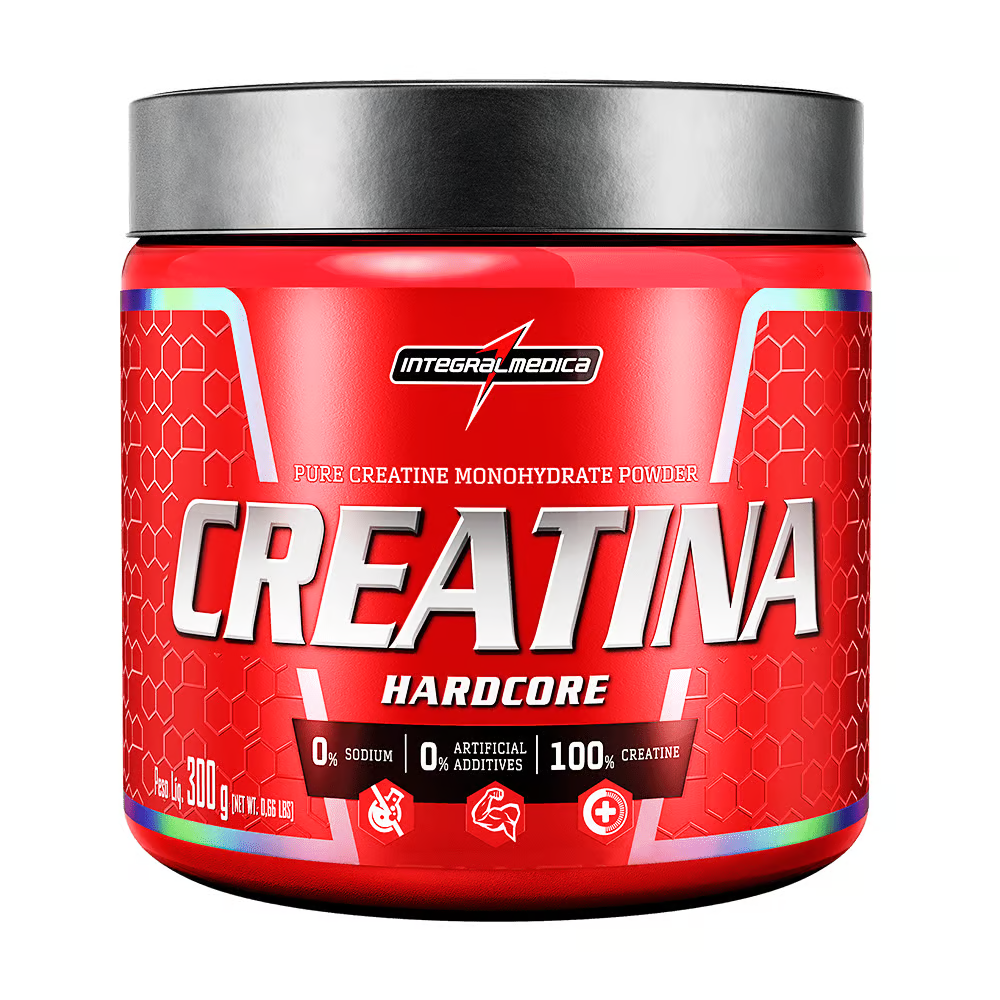 INTEGRALMEDICA
PURE CREATINE MONOHYDRATE POWDER
CREATINA
HARDCORE
0% SODIUM
0% ARTIFICIAL
ADDITIVES
100% CREATINE
Peso Líq. 300 g [NET WT: 0,66 LBS]